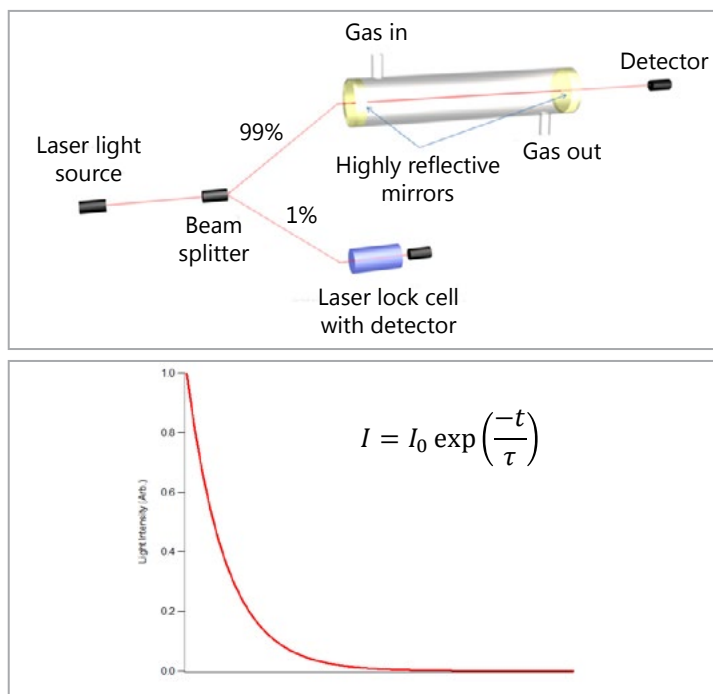 Gas in
Detector
99%
Laser light
source
Highly reflective
mirrors
Gas out
1%
Beam
splitter
Laser lock cell
with detector
1.0
0.8
0.6
0.4
0.2
0.0
Light Intensity (Arb.)
I = I₀ exp(−t/τ)